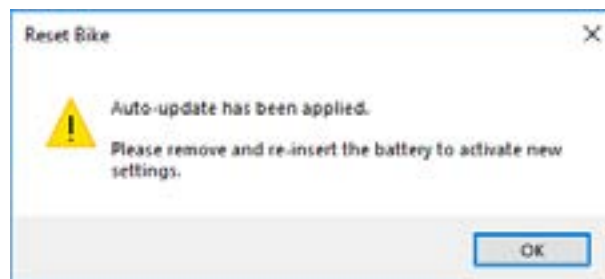 Reset Bike
Auto-update has been applied.
Please remove and re-insert the battery to activate new
settings.
OK